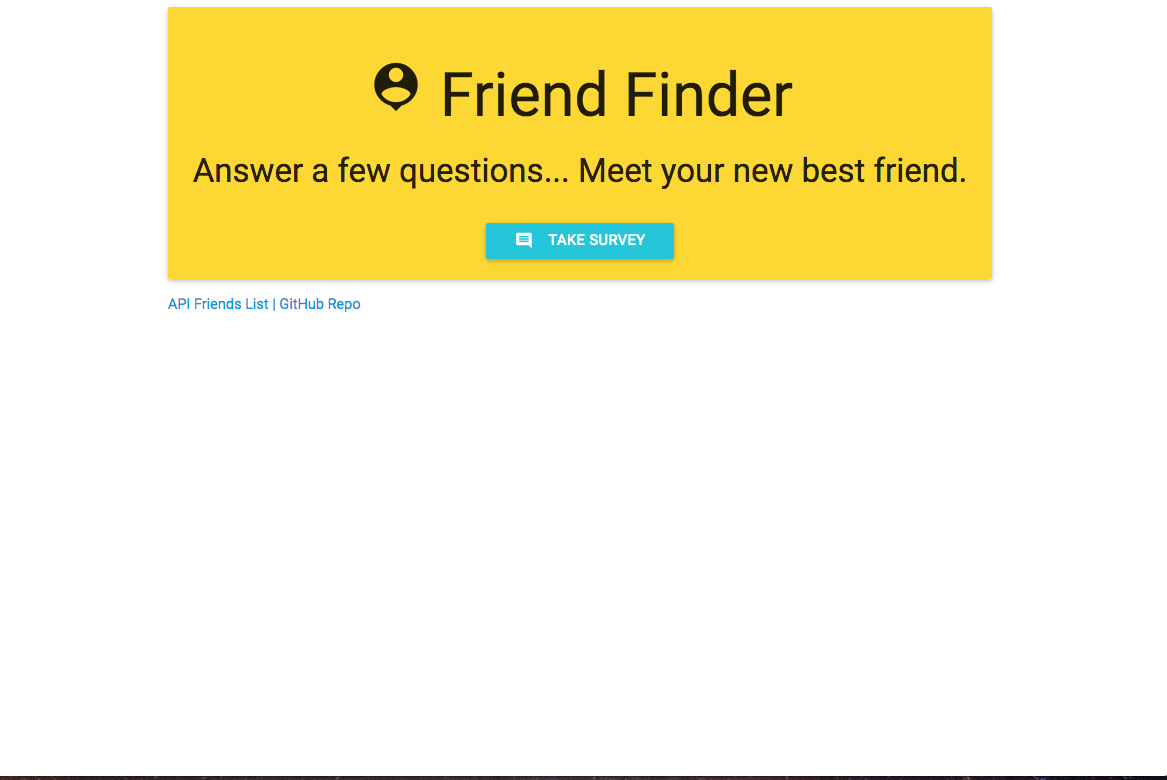 Friend Finder
Answer a few questions... Meet your new best friend.
TAKE SURVEY
API Friends List | GitHub Repo